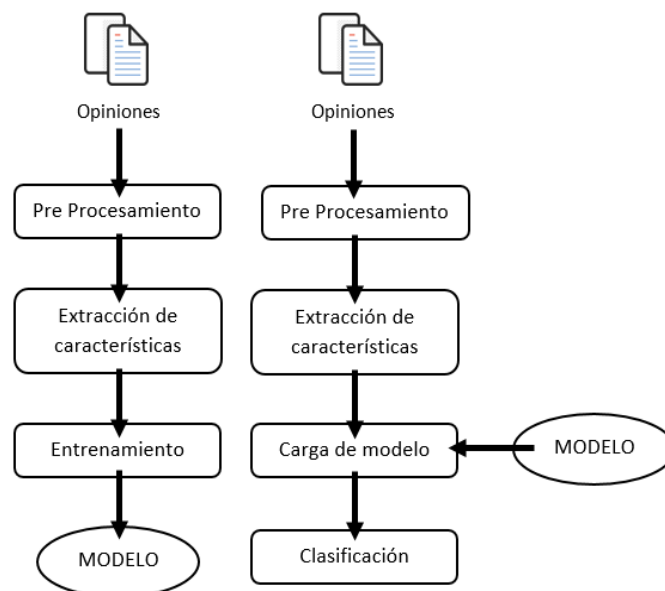 Opiniones
Pre Procesamiento
Extracción de
características
Entrenamiento
MODELO
Opiniones
Pre Procesamiento
Extracción de
características
Carga de modelo
MODELO
Clasificación